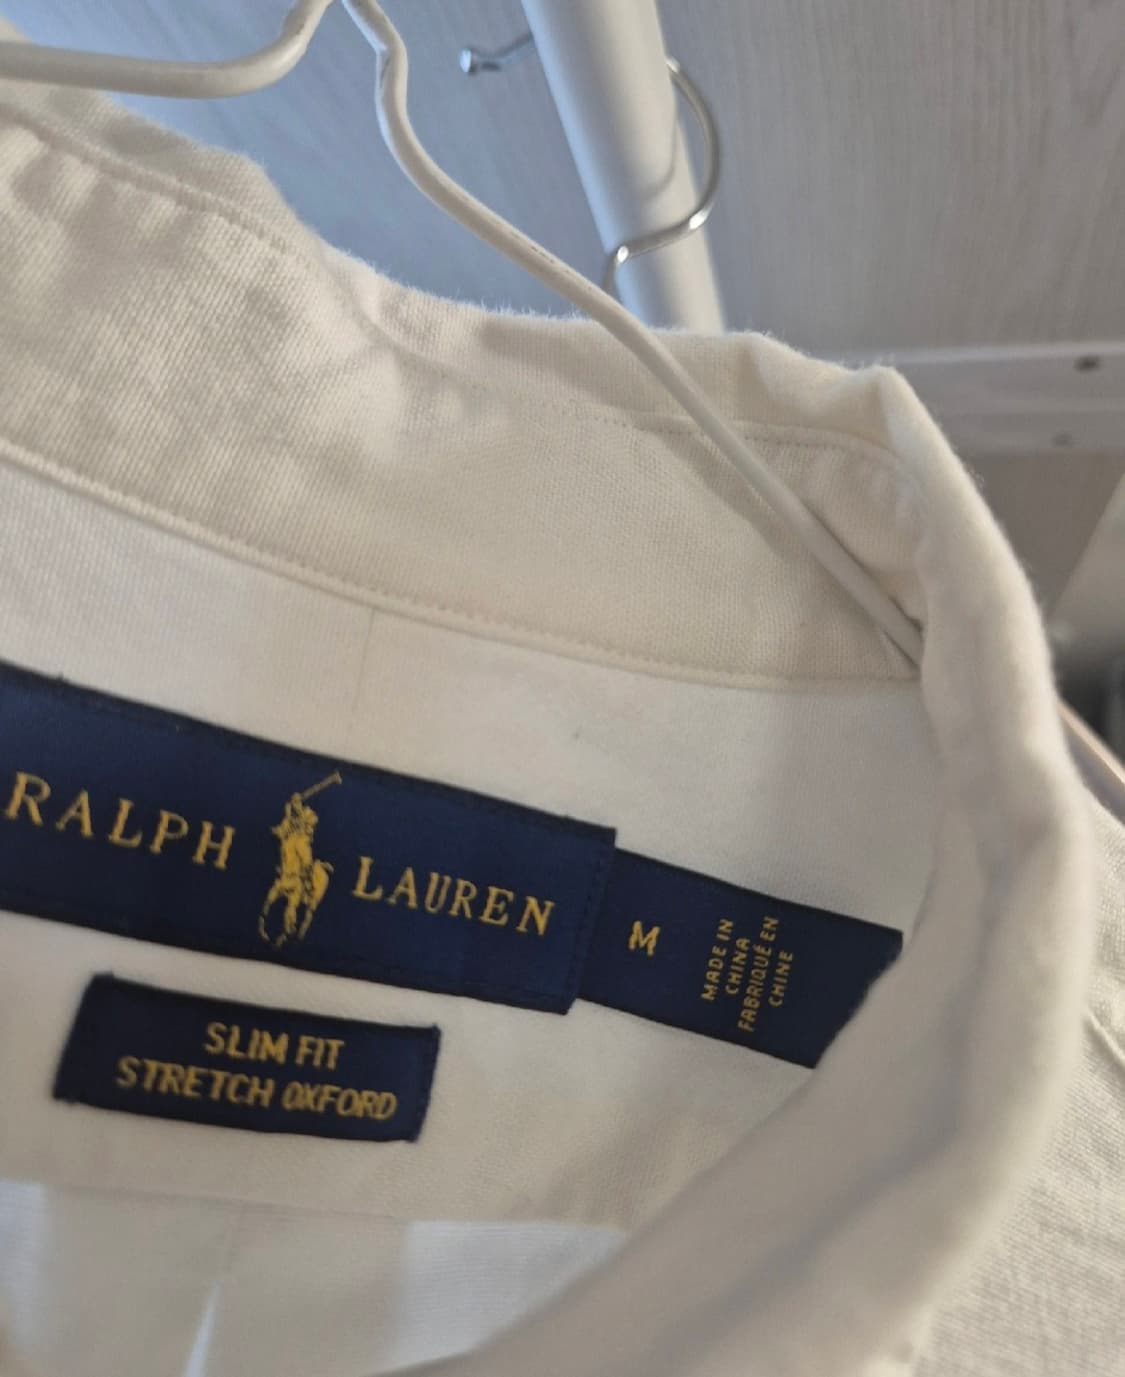 RALPH LAUREN
M
MADE IN
CHINA
FABRIQUÉ EN
CHINE
SLIM FIT
STRETCH OXFORD